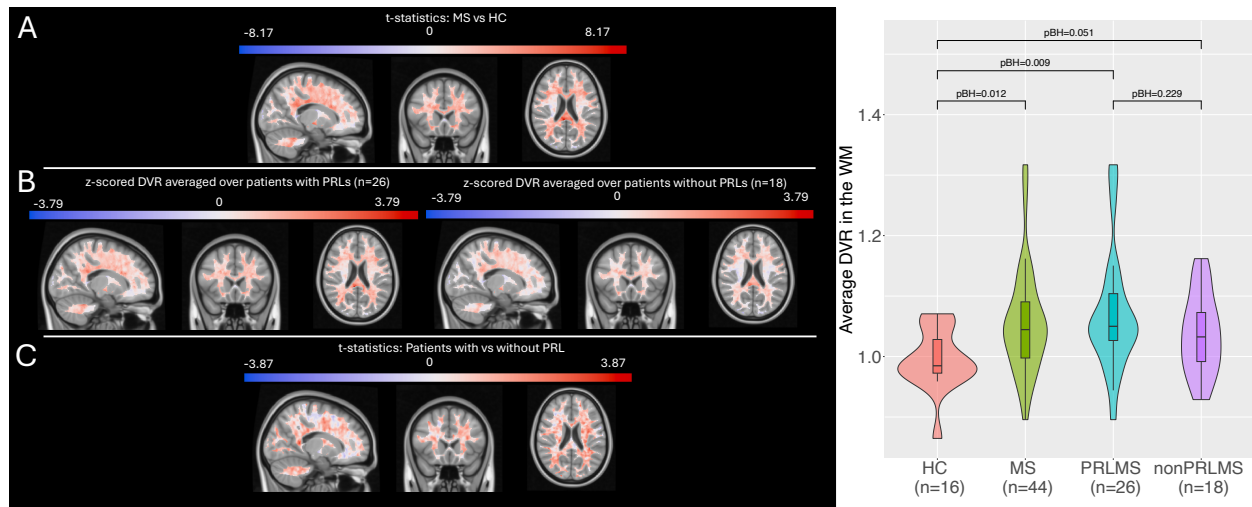 A
t-statistics: MS vs HC
-8.17 0 8.17
B
z-scored DVR averaged over patients with PRLs (n=26)
-3.79 0 3.79
z-scored DVR averaged over patients without PRLs (n=18)
-3.79 0 3.79
C
t-statistics: Patients with vs without PRL
-3.87 0 3.87
Average DVR in the WM
1.4
1.2
1.0
pBH=0.051
pBH=0.009
pBH=0.012
pBH=0.229
HC MS PRLMS nonPRLMS
(n=16) (n=44) (n=26) (n=18)